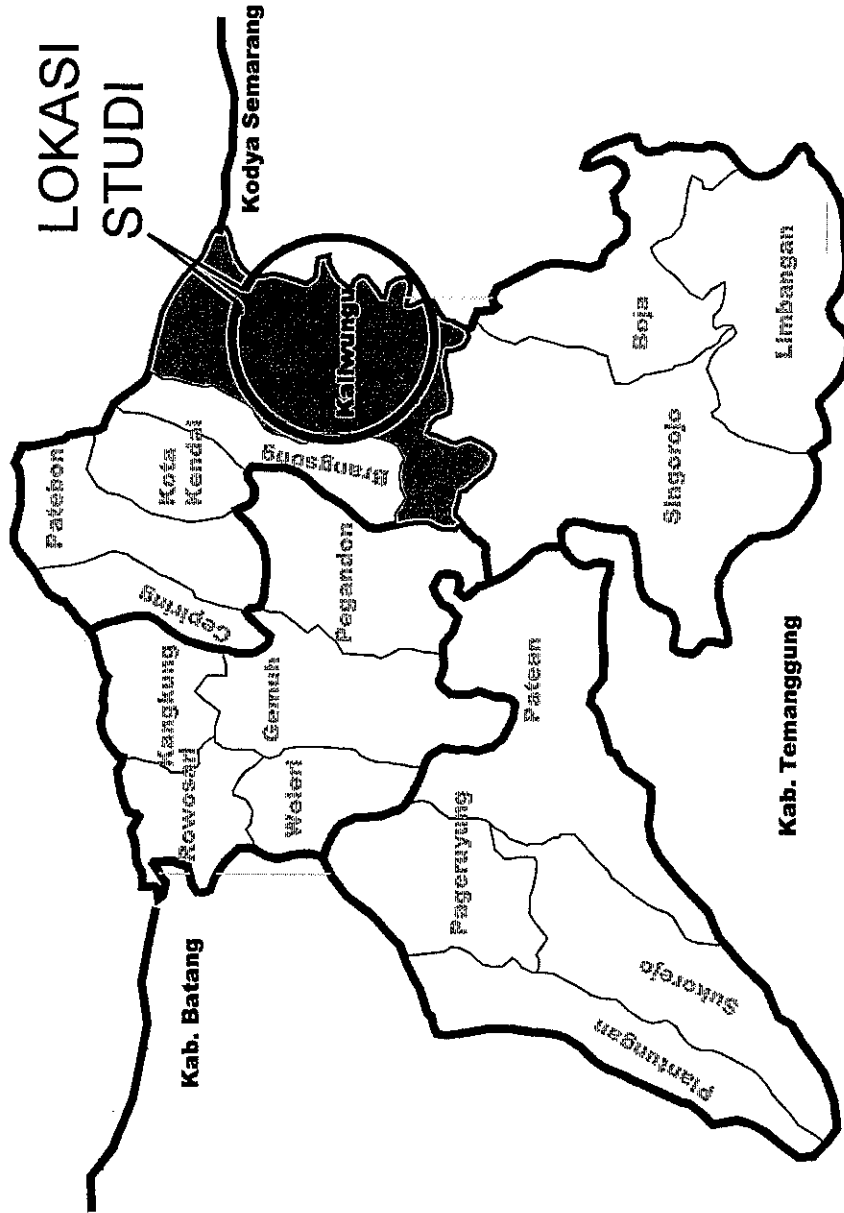 LOKASI
STUDI
Kodya Semarang
Kaliwungu
Patebon
Kota
Kendal
Brangsong
Cepiring
Pegandon
Kangkung
Gemuh
Rowosari
Weleri
Kab. Batang
Pageruyung
Patean
Sukorejo
Plantungan
Singorojo
Boja
Limbangan
Kab. Temanggung